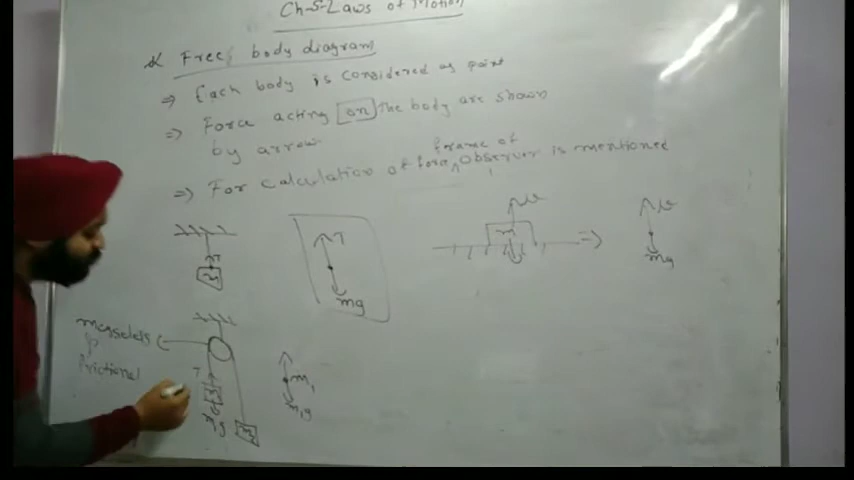 Ch-5-Laws of Motion
Free body diagram
⇒ Each body is considered as point
⇒ Force acting on The body are shown
by arrow
frame of
⇒ For calculation of force, Observer is mentioned
T
m
T
mg
N
m
N
mg
massless
frictional
T
m1
m1g